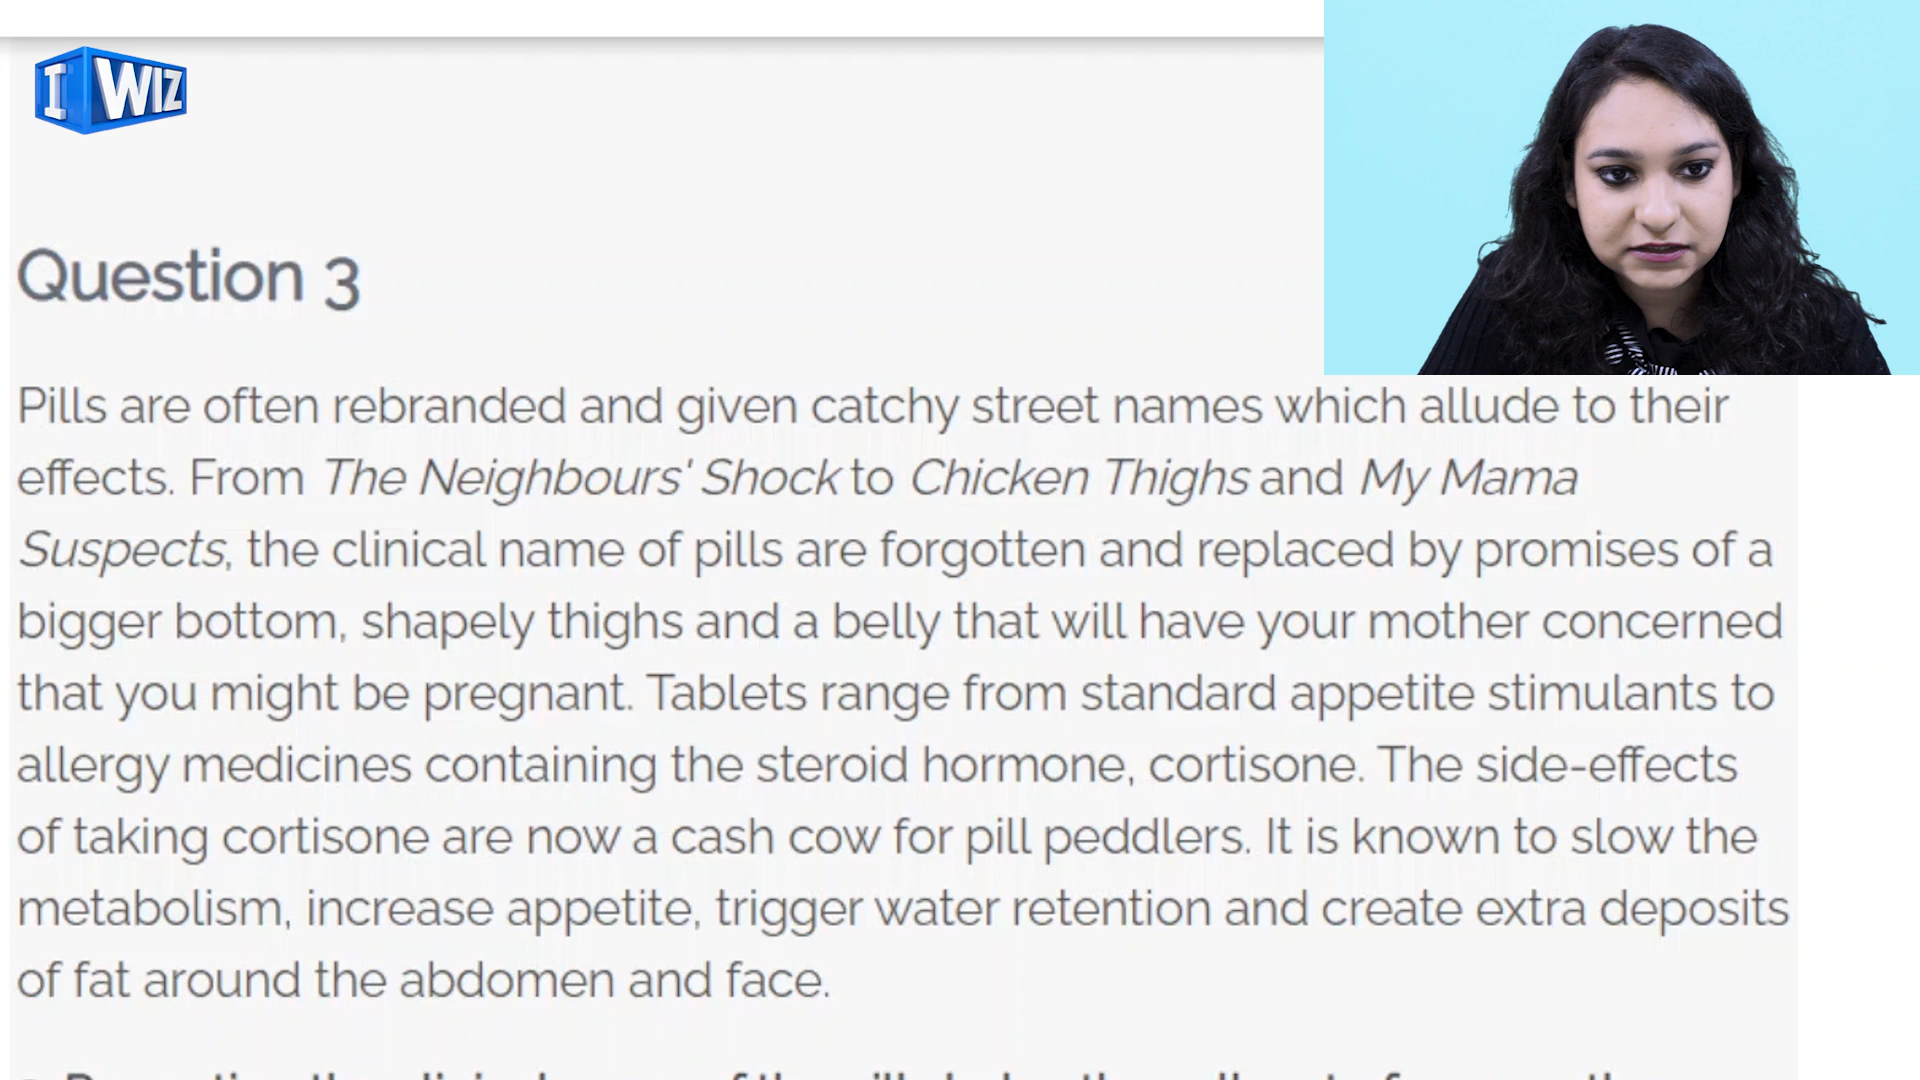 I WIZ
Question 3
Pills are often rebranded and given catchy street names which allude to their
effects. From The Neighbours' Shock to Chicken Thighs and My Mama
Suspects, the clinical name of pills are forgotten and replaced by promises of a
bigger bottom, shapely thighs and a belly that will have your mother concerned
that you might be pregnant. Tablets range from standard appetite stimulants to
allergy medicines containing the steroid hormone, cortisone. The side-effects
of taking cortisone are now a cash cow for pill peddlers. It is known to slow the
metabolism, increase appetite, trigger water retention and create extra deposits
of fat around the abdomen and face.